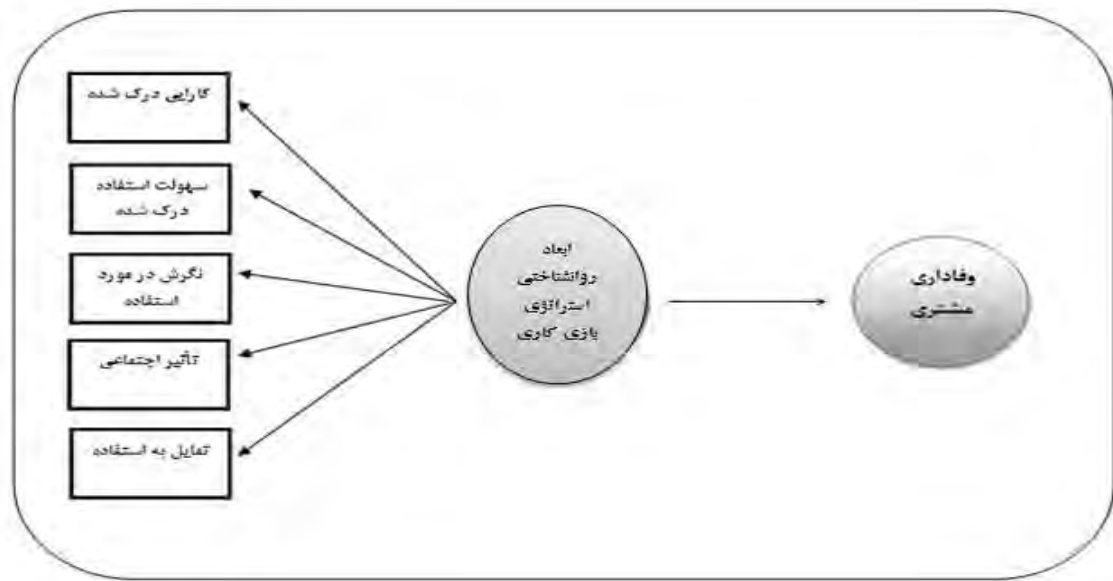 کارایی درک شده
سهولت استفاده
درک شده
نگرش در مورد
استفاده
تأثیر اجتماعی
تمایل به استفاده
ابعاد
روانشناختی
استراتژی
بازی کاری
وفاداری
مشتری